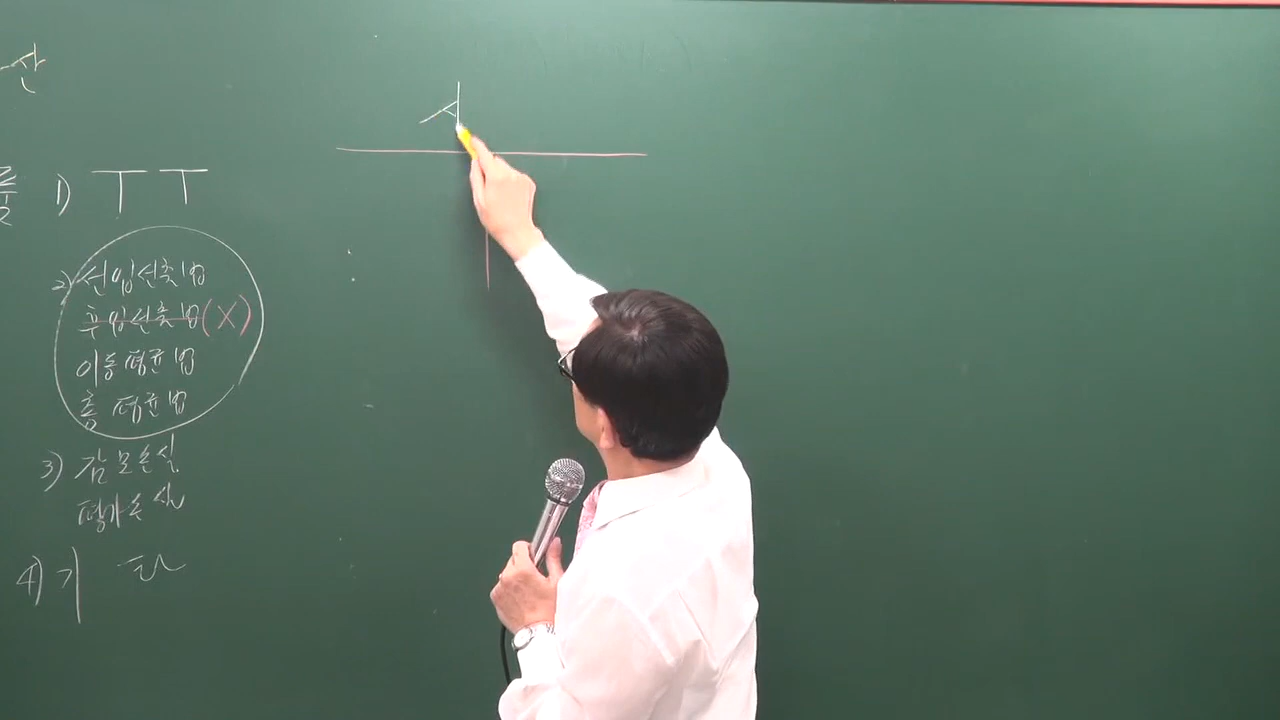 산
1) T T
2) 선입선출법
후입선출법(X)
이동평균법
총평균법
3) 감모손실
평가손실
4) 기 타